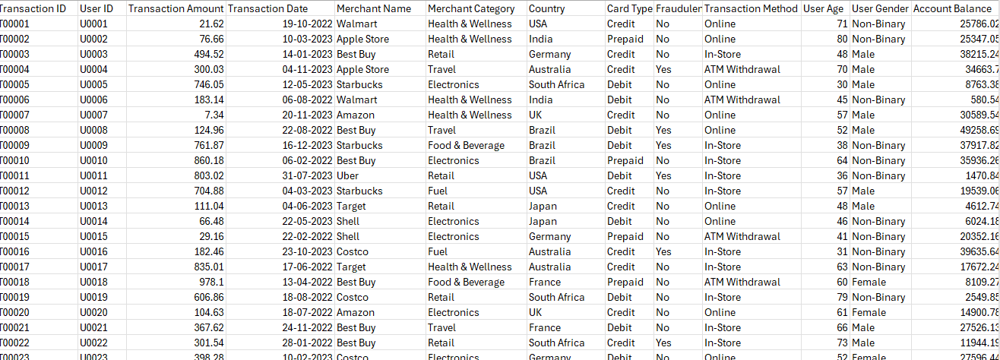 Transaction ID User ID Transaction Amount Transaction Date Merchant Name Merchant Category Country Card Type Fraudulen Transaction Method User Age User Gender Account Balance
T00001 U0001 21.62 19-10-2022 Walmart Health & Wellness USA Credit No Online 71 Non-Binary 25786.02
T00002 U0002 76.66 10-03-2023 Apple Store Health & Wellness India Prepaid No Online 80 Non-Binary 25347.05
T00003 U0003 494.52 14-01-2023 Best Buy Retail Germany Credit No In-Store 48 Male 38215.24
T00004 U0004 300.03 04-11-2023 Apple Store Travel Australia Credit Yes ATM Withdrawal 70 Male 34663.7
T00005 U0005 746.05 12-05-2023 Starbucks Electronics South Africa Debit No Online 30 Male 8763.38
T00006 U0006 183.14 06-08-2022 Walmart Health & Wellness India Debit No ATM Withdrawal 45 Non-Binary 580.54
T00007 U0007 7.34 20-11-2023 Amazon Health & Wellness UK Credit No Online 57 Male 30589.54
T00008 U0008 124.96 22-08-2022 Best Buy Travel Brazil Debit Yes Online 52 Male 49258.69
T00009 U0009 761.87 16-12-2023 Starbucks Food & Beverage Brazil Debit Yes In-Store 38 Non-Binary 37917.82
T00010 U0010 860.18 06-02-2022 Best Buy Electronics Brazil Prepaid No In-Store 64 Non-Binary 35936.26
T00011 U0011 803.02 31-07-2023 Uber Retail USA Debit Yes In-Store 36 Non-Binary 1470.84
T00012 U0012 704.88 04-03-2023 Starbucks Fuel USA Credit No In-Store 57 Male 19539.06
T00013 U0013 111.04 04-06-2023 Target Retail Japan Credit No Online 48 Male 4612.74
T00014 U0014 66.48 22-05-2023 Shell Electronics Japan Debit No Online 46 Non-Binary 6024.18
T00015 U0015 29.16 22-02-2022 Shell Electronics Germany Prepaid No ATM Withdrawal 41 Non-Binary 20352.16
T00016 U0016 182.46 23-10-2023 Costco Fuel Australia Credit Yes In-Store 31 Non-Binary 39635.64
T00017 U0017 835.01 17-06-2022 Target Health & Wellness Australia Credit No In-Store 63 Non-Binary 17672.24
T00018 U0018 978.1 13-04-2022 Best Buy Food & Beverage France Prepaid No ATM Withdrawal 60 Female 8109.27
T00019 U0019 606.86 18-08-2022 Costco Retail South Africa Debit No In-Store 79 Non-Binary 2549.85
T00020 U0020 104.63 18-07-2022 Amazon Electronics UK Credit No Online 61 Female 14900.78
T00021 U0021 367.62 24-11-2022 Best Buy Travel France Debit No In-Store 66 Male 27526.13
T00022 U0022 301.54 28-01-2022 Best Buy Retail South Africa Credit Yes In-Store 73 Male 11944.19
T00023 U0023 398.28 10-02-2023 Costco Electronics Germany Debit No Online 52 Female 27596.44